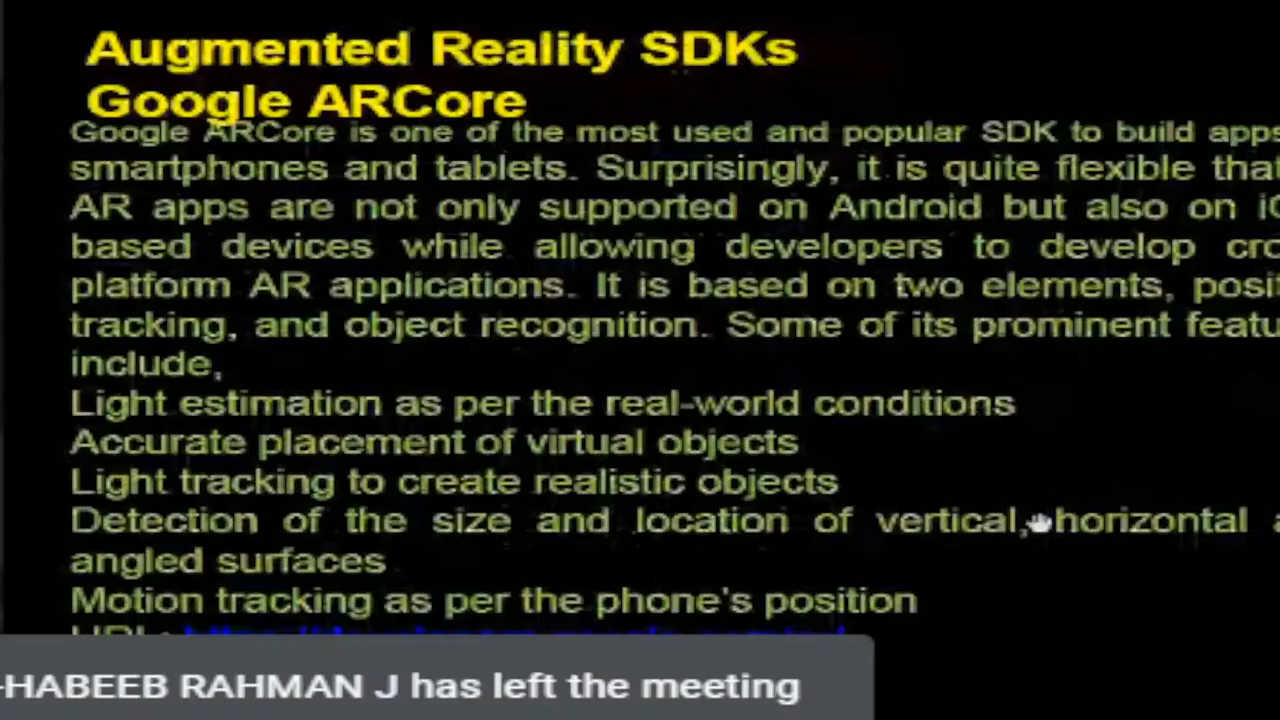 Augmented Reality SDKs
Google ARCore
Google ARCore is one of the most used and popular SDK to build apps
smartphones and tablets. Surprisingly, it is quite flexible that
AR apps are not only supported on Android but also on
based devices while allowing developers to develop
platform AR applications. It is based on two elements,
tracking, and object recognition. Some of its prominent
include,
Light estimation as per the real-world conditions
Accurate placement of virtual objects
Light tracking to create realistic objects
Detection of the size and location of vertical, horizontal
angled surfaces
Motion tracking as per the phone's position
-HABEEB RAHMAN J has left the meeting